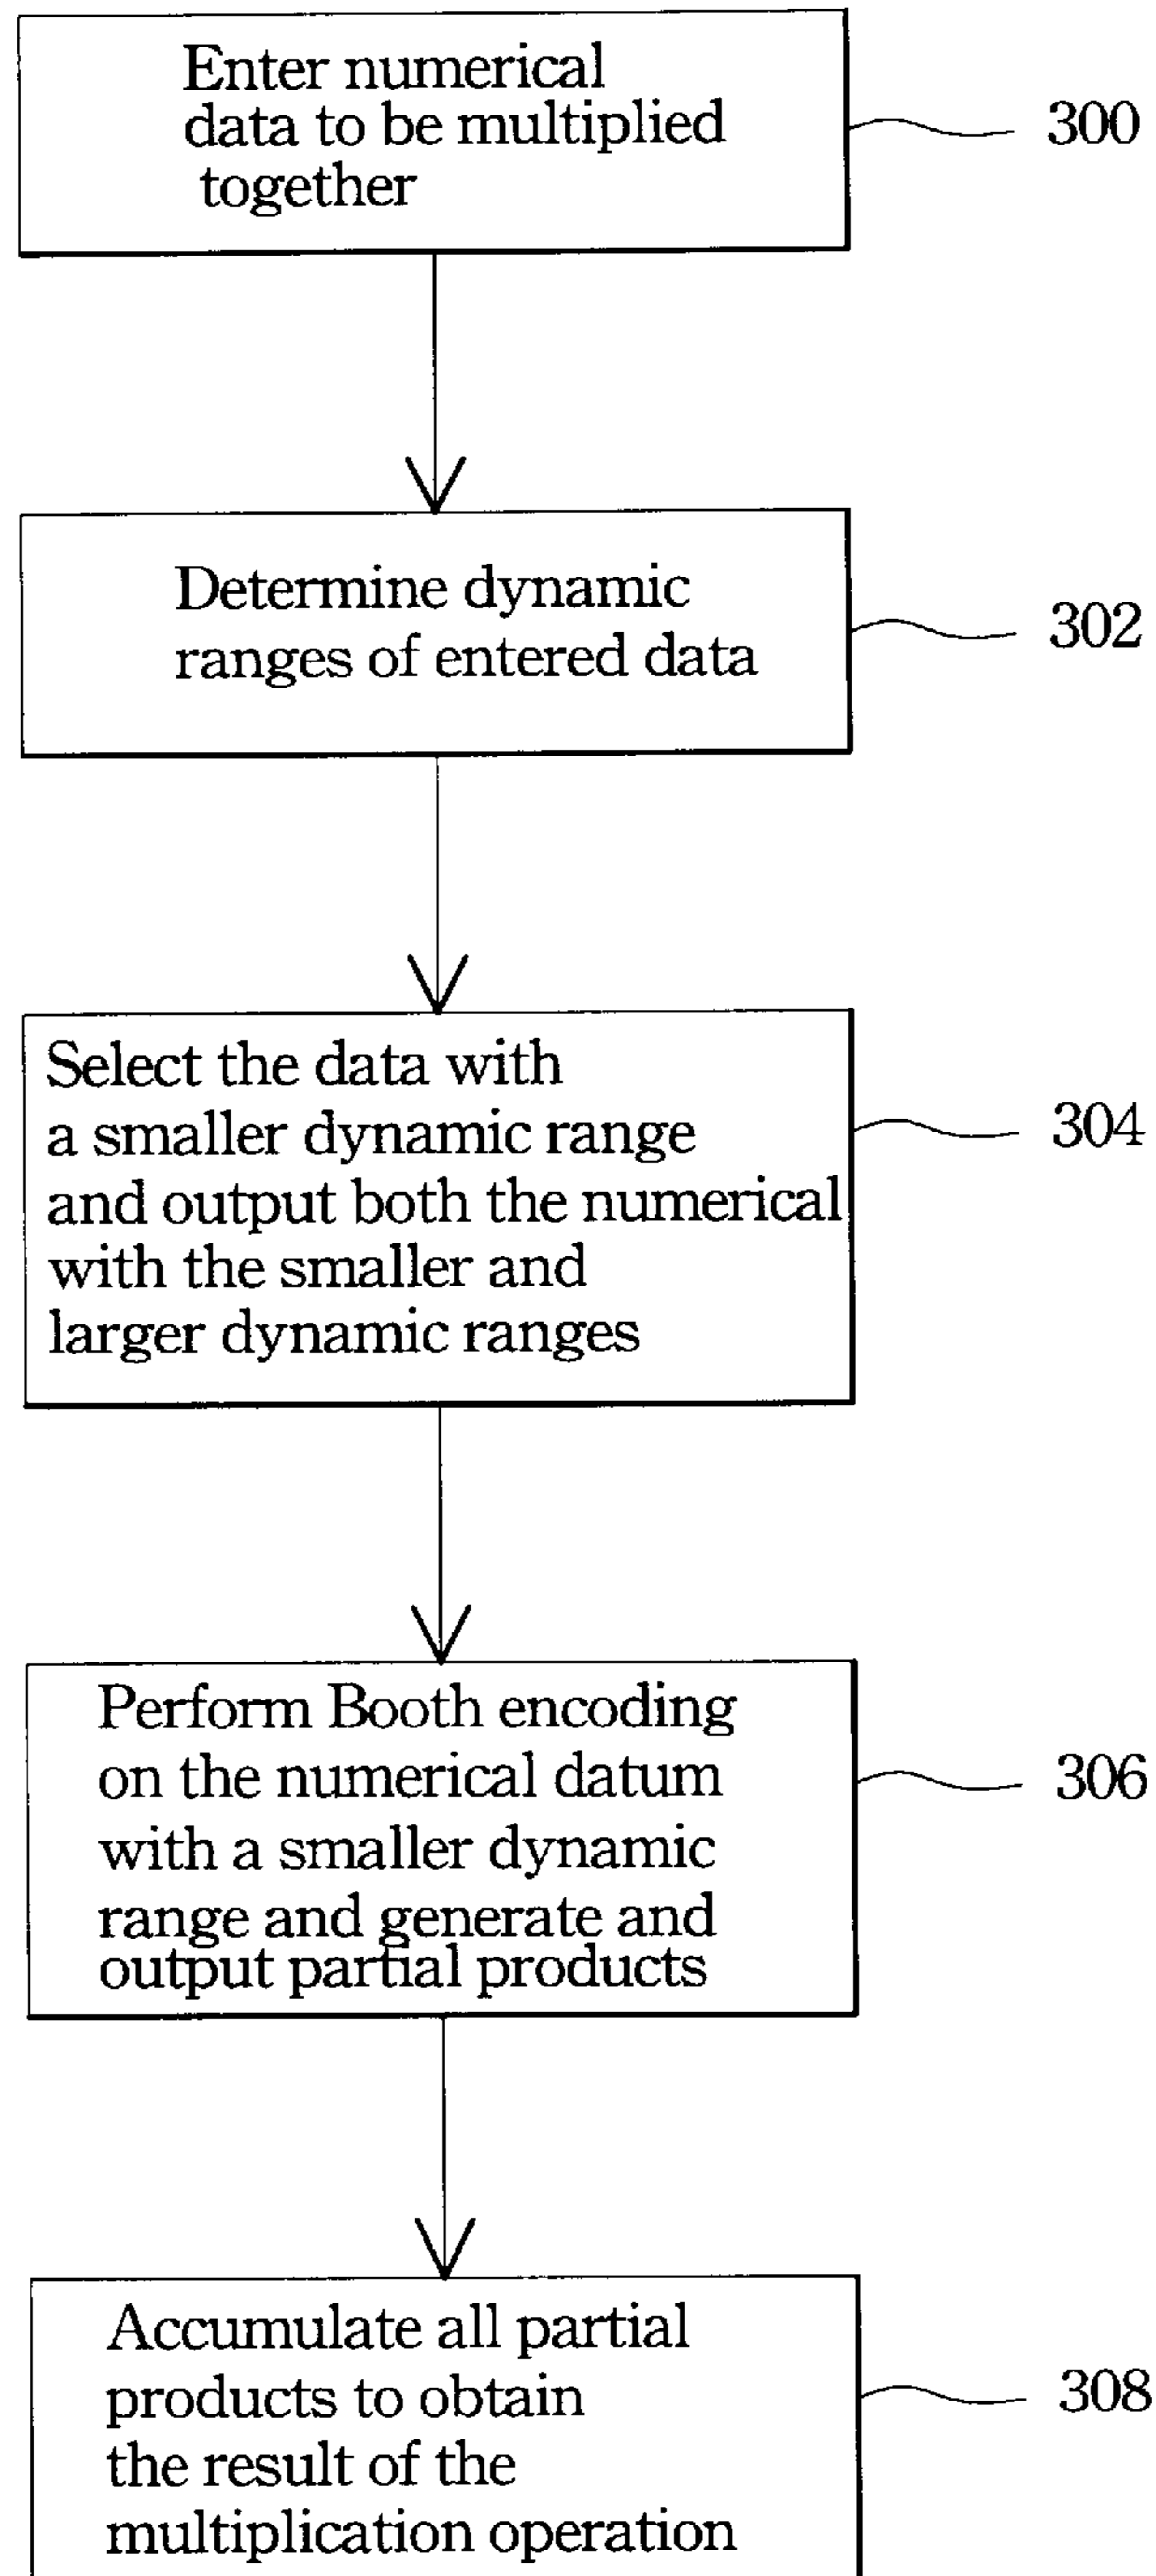 Enter numerical
data to be multiplied
together
300
Determine dynamic
ranges of entered data
302
Select the data with
a smaller dynamic range
and output both the numerical
with the smaller and
larger dynamic ranges
304
Perform Booth encoding
on the numerical datum
with a smaller dynamic
range and generate and
output partial products
306
Accumulate all partial
products to obtain
the result of the
multiplication operation
308